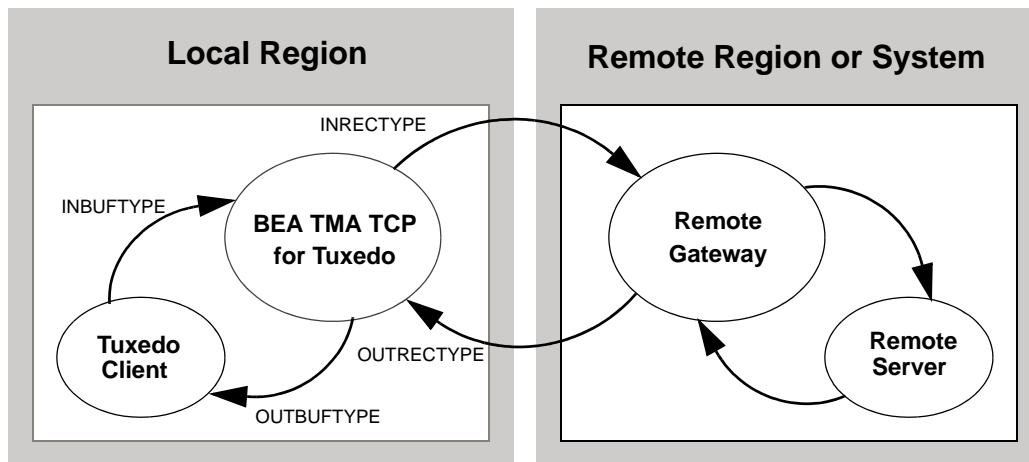 Local Region
Remote Region or System
INRECTYPE
INBUFTYPE
BEA TMA TCP
for Tuxedo
Remote
Gateway
Tuxedo
Client
OUTRECTYPE
Remote
Server
OUTBUFTYPE